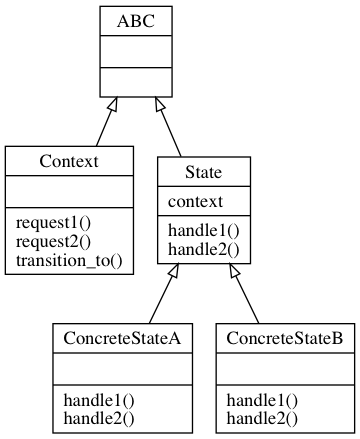 ABC
Context
request1()
request2()
transition_to()
State
context
handle1()
handle2()
ConcreteStateA
handle1()
handle2()
ConcreteStateB
handle1()
handle2()